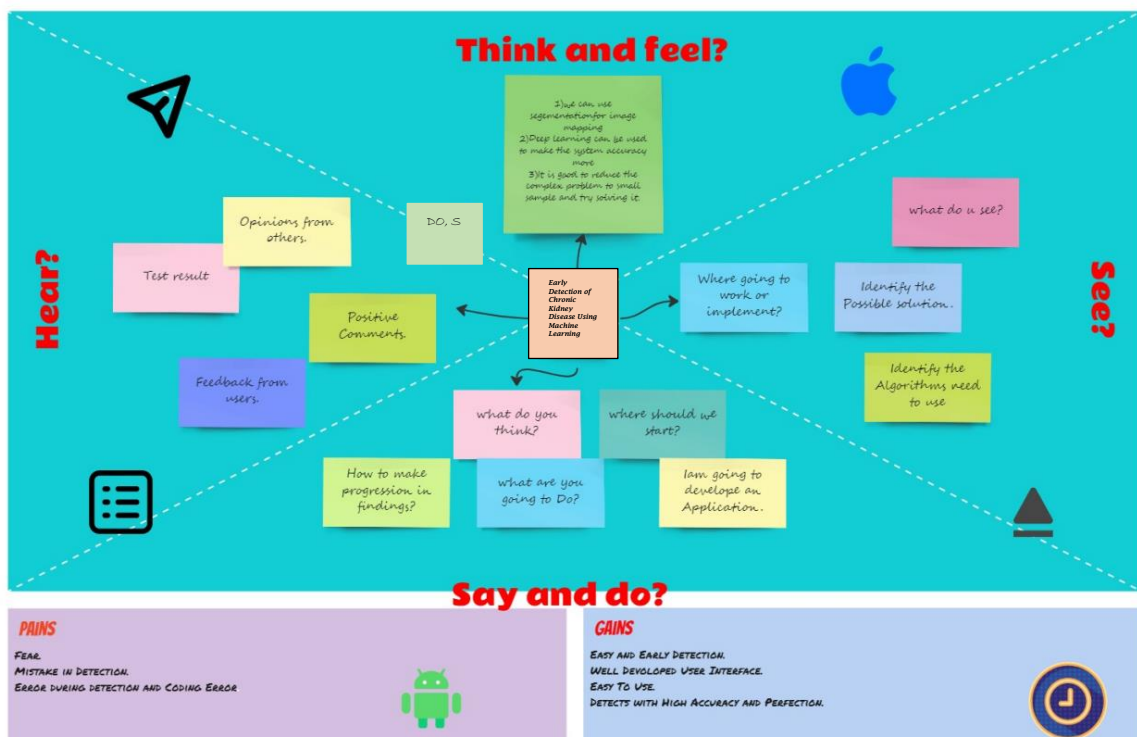 Think and feel?
1)we can use
segementationfor image
mapping
2)Deep learning can be used
to make the system accuracy
more
3)It is good to reduce the
complex problem to small
sample and try solving it.
Hear?
Opinions from
others.
DO, S
Test result
Positive
Comments.
Feedback from
users.
Early
Detection of
Chronic
Kidney
Disease Using
Machine
Learning
See?
what do u see?
Where going to
work or
implement?
Identify the
Possible solution.
Identify the
Algorithms need
to use
what do you
think?
where should we
start?
How to make
progression in
findings?
what are you
going to Do?
Iam going to
develope an
Application.
Say and do?
PAINS
FEAR.
MISTAKE IN DETECTION.
ERROR DURING DETECTION AND CODING ERROR
GAINS
EASY AND EARLY DETECTION.
WELL DEVOLOPED USER INTERFACE.
EASY TO USE.
DETECTS WITH HIGH ACCURACY AND PERFECTION.